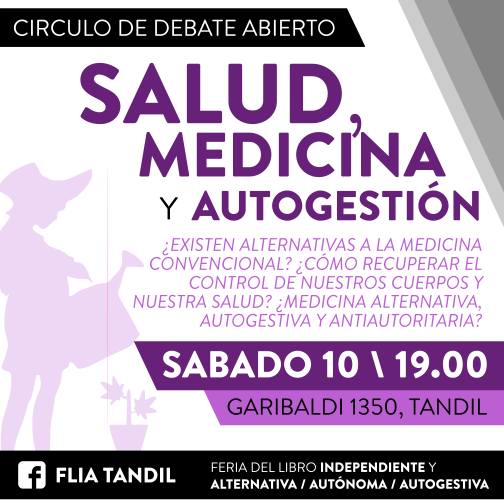 CIRCULO DE DEBATE ABIERTO
SALUD,
MEDICINA
Y AUTOGESTIÓN
¿EXISTEN ALTERNATIVAS A LA MEDICINA
CONVENCIONAL? ¿CÓMO RECUPERAR EL
CONTROL DE NUESTROS CUERPOS Y
NUESTRA SALUD? ¿MEDICINA ALTERNATIVA,
AUTOGESTIVA Y ANTIAUTORITARIA?
SABADO 10 \ 19.00
GARIBALDI 1350, TANDIL
f FLIA TANDIL
FERIA DEL LIBRO INDEPENDIENTE Y
ALTERNATIVA / AUTÓNOMA / AUTOGESTIVA